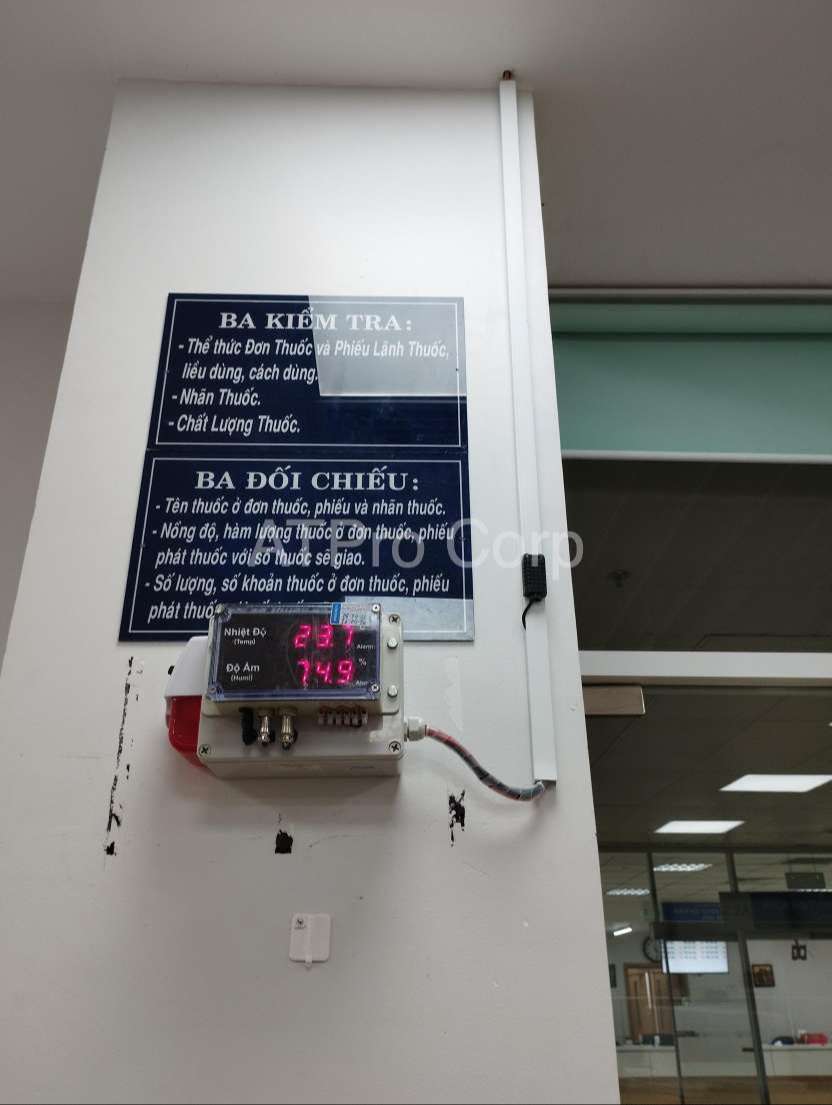 BA KIỂM TRA:
- Thể thức Đơn Thuốc và Phiếu Lãnh Thuốc,
liều dùng, cách dùng.
- Nhãn Thuốc.
- Chất Lượng Thuốc.
BA ĐỐI CHIẾU:
- Tên thuốc ở đơn thuốc, phiếu và nhãn thuốc.
- Nồng độ, hàm lượng thuốc ở đơn thuốc, phiếu
phát thuốc với số thuốc sẽ giao.
- Số lượng, số khoản thuốc ở đơn thuốc, phiếu
phát thuốc
ATPro Corp
Nhiệt Độ 23.7
(Temp) Alarm
Độ Ẩm 74.9 %
(Humi)